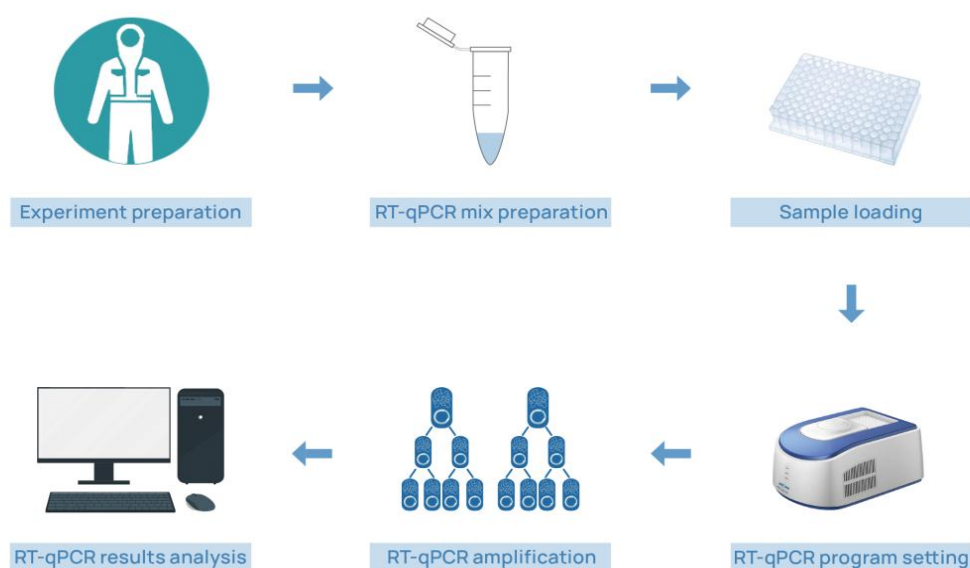 Experiment preparation
RT-qPCR mix preparation
Sample loading
RT-qPCR results analysis
RT-qPCR amplification
RT-qPCR program setting